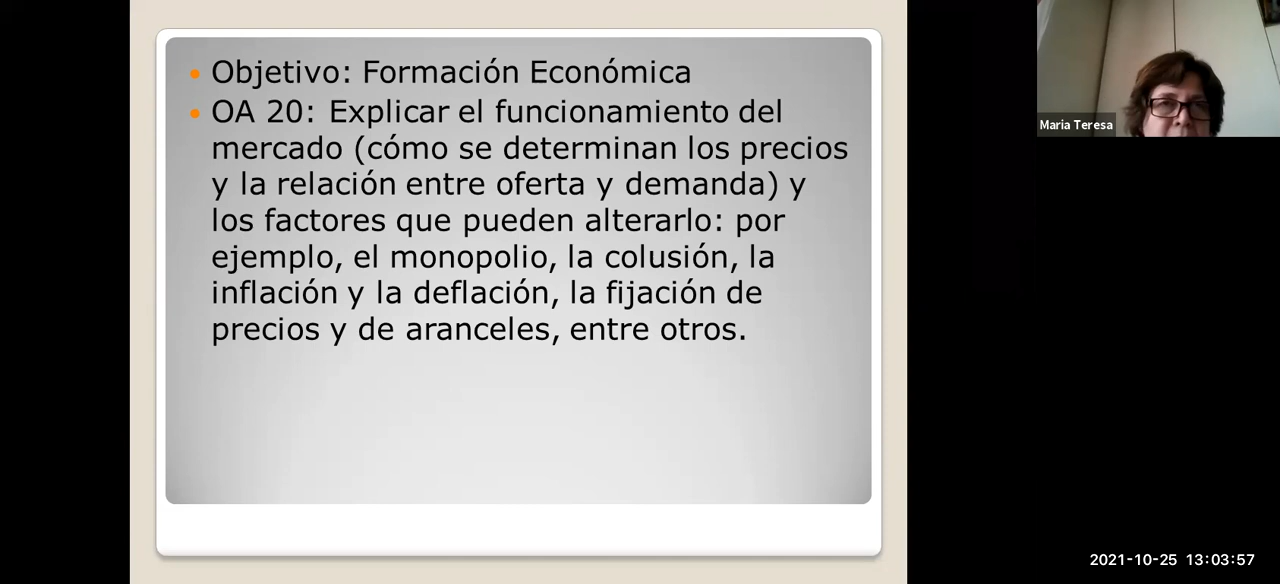 Objetivo: Formación Económica
OA 20: Explicar el funcionamiento del
mercado (cómo se determinan los precios
y la relación entre oferta y demanda) y
los factores que pueden alterarlo: por
ejemplo, el monopolio, la colusión, la
inflación y la deflación, la fijación de
precios y de aranceles, entre otros.
Maria Teresa
2021-10-25 13:03:57